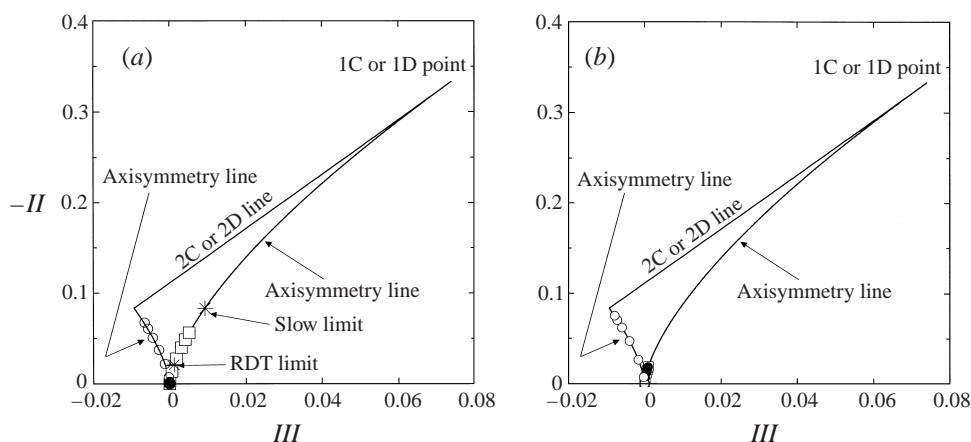 0.4
(a)
1C or 1D point
0.3
Axisymmetry line
–II
0.2
2C or 2D line
0.1
Axisymmetry line
Slow limit
RDT limit
0
–0.02
0
0.02
0.04
0.06
0.08
III
0.4
(b)
1C or 1D point
0.3
Axisymmetry line
0.2
2C or 2D line
0.1
Axisymmetry line
0
–0.02
0
0.02
0.04
0.06
0.08
III